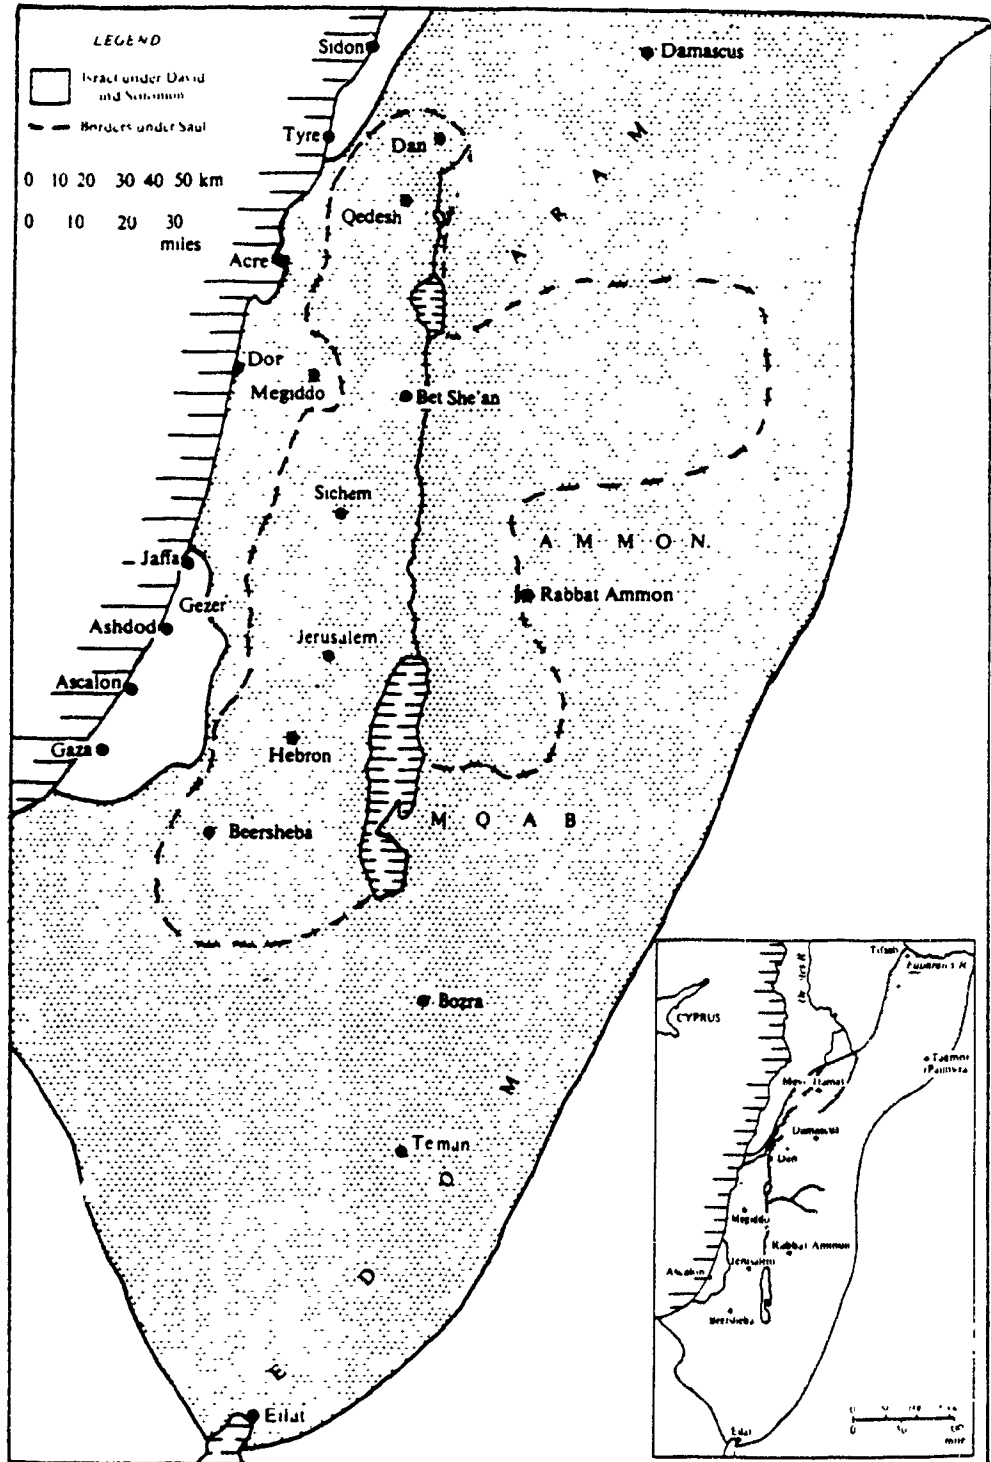 LEGEND
Israel under David
and Solomon
Borders under Saul
0 10 20 30 40 50 km
0 10 20 30
miles
Sidon
Damascus
Tyre
Dan
A R A M
Qedesh
Acre
Dor
Megiddo
Bet She'an
Sichem
A M M O N
Jaffa
Rabbat Ammon
Gezer
Ashdod
Jerusalem
Ascalon
Gaza
Hebron
M O A B
Beersheba
Bozra
Teman
E D O M
Eilat
CYPRUS
Damascus
Dan
Megiddo
Rabbat Ammon
Jerusalem
Ascalon
Beersheba
Eilat